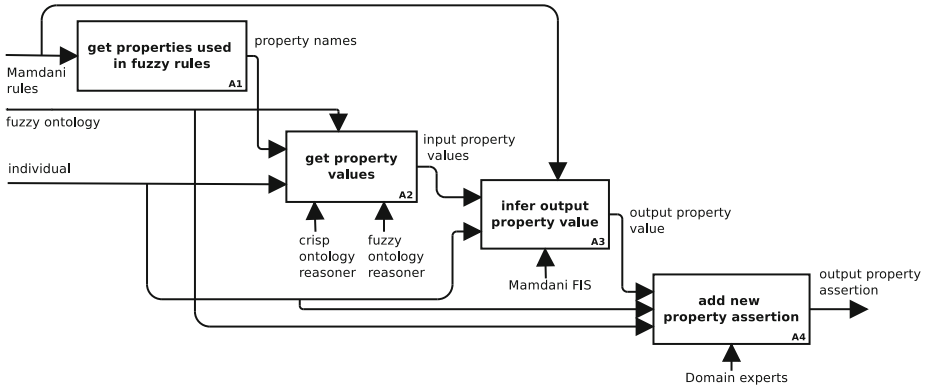 get properties used
in fuzzy rules
A1
property names
Mamdani
rules
fuzzy ontology
individual
get property
values
A2
input property
values
crisp
ontology
reasoner
fuzzy
ontology
reasoner
infer output
property value
A3
Mamdani FIS
output property
value
add new
property assertion
A4
output property
assertion
Domain experts